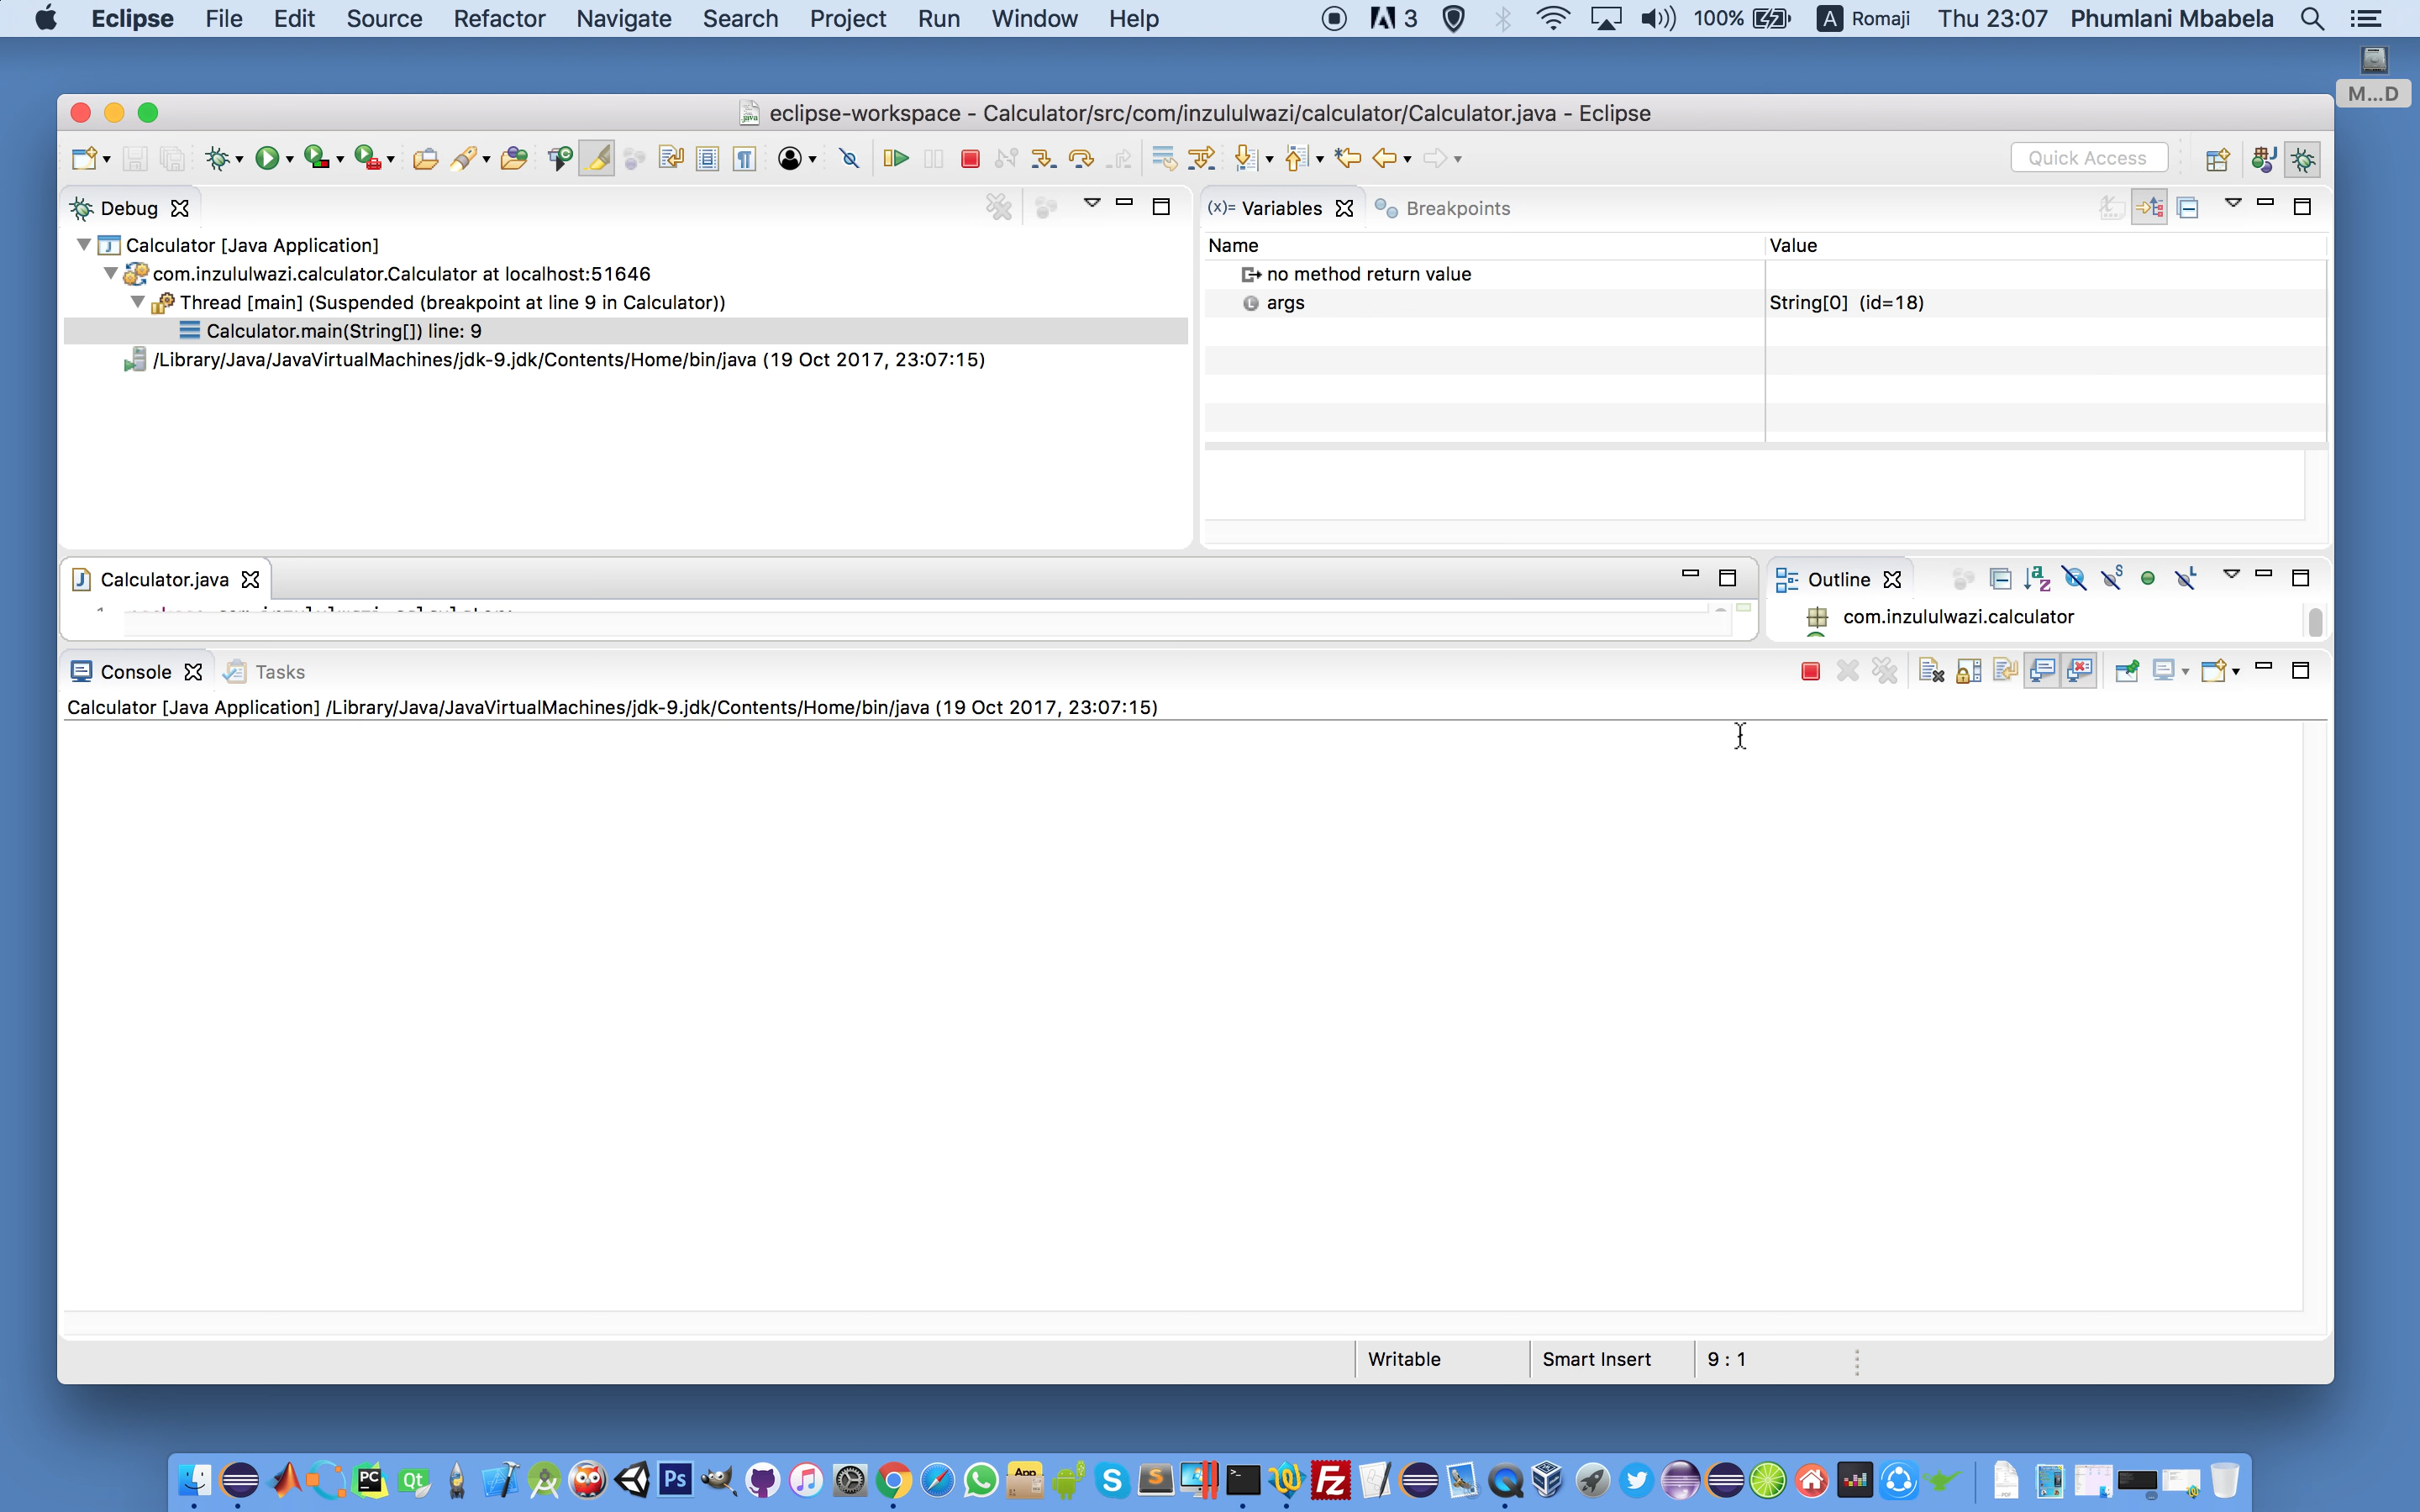 Eclipse File Edit Source Refactor Navigate Search Project Run Window Help 3 100% A Romaji Thu 23:07 Phumlani Mbabela
M...D
eclipse-workspace - Calculator/src/com/inzululwazi/calculator/Calculator.java - Eclipse
Quick Access
Debug
Calculator [Java Application]
com.inzululwazi.calculator.Calculator at localhost:51646
Thread [main] (Suspended (breakpoint at line 9 in Calculator))
Calculator.main(String[]) line: 9
/Library/Java/JavaVirtualMachines/jdk-9.jdk/Contents/Home/bin/java (19 Oct 2017, 23:07:15)
(x)= Variables Breakpoints
Name Value
no method return value
args String[0] (id=18)
Calculator.java
Outline
com.inzululwazi.calculator
Console Tasks
Calculator [Java Application] /Library/Java/JavaVirtualMachines/jdk-9.jdk/Contents/Home/bin/java (19 Oct 2017, 23:07:15)
Writable Smart Insert 9 : 1
PC Qt Ps App S S Fz